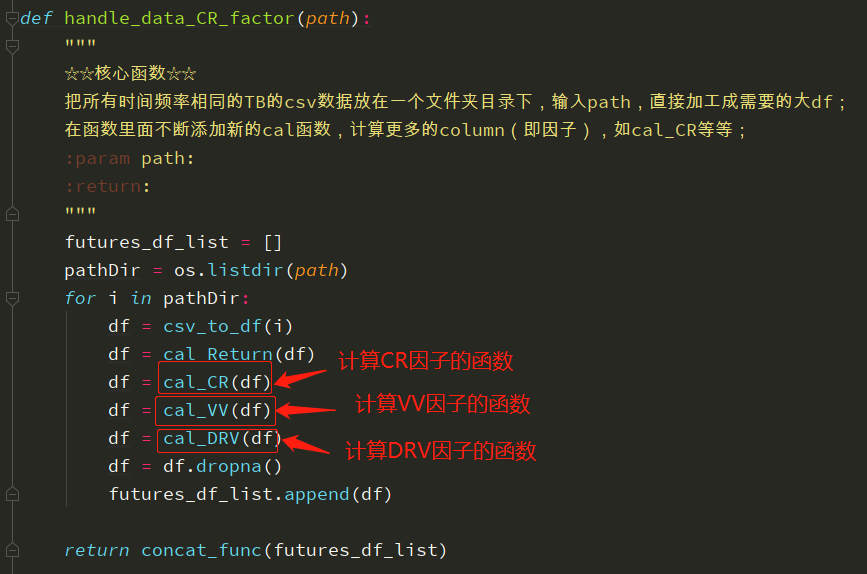 def handle_data_CR_factor(path):
"""
☆☆核心函数☆☆
把所有时间频率相同的TB的csv数据放在一个文件夹目录下，输入path，直接加工成需要的大df；
在函数里面不断添加新的cal函数，计算更多的column（即因子），如cal_CR等等；
:param path:
:return:
"""
futures_df_list = []
pathDir = os.listdir(path)
for i in pathDir:
df = csv_to_df(i)
df = cal_Return(df)
df = cal_CR(df) 计算CR因子的函数
df = cal_VV(df) 计算VV因子的函数
df = cal_DRV(df) 计算DRV因子的函数
df = df.dropna()
futures_df_list.append(df)
return concat_func(futures_df_list)